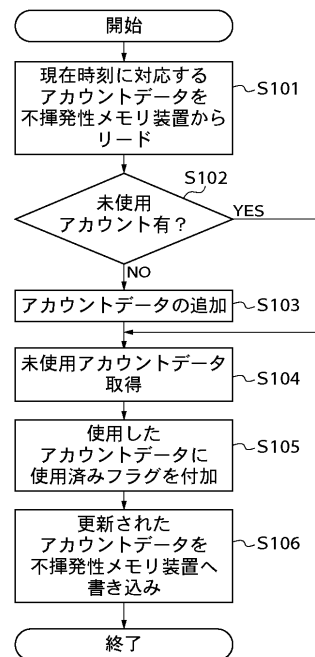 開始
現在時刻に対応する
アカウントデータを
不揮発性メモリ装置から
リード
S101
S102
未使用
アカウント有？
YES
NO
アカウントデータの追加
S103
未使用アカウントデータ
取得
S104
使用した
アカウントデータに
使用済みフラグを付加
S105
更新された
アカウントデータを
不揮発性メモリ装置へ
書き込み
S106
終了